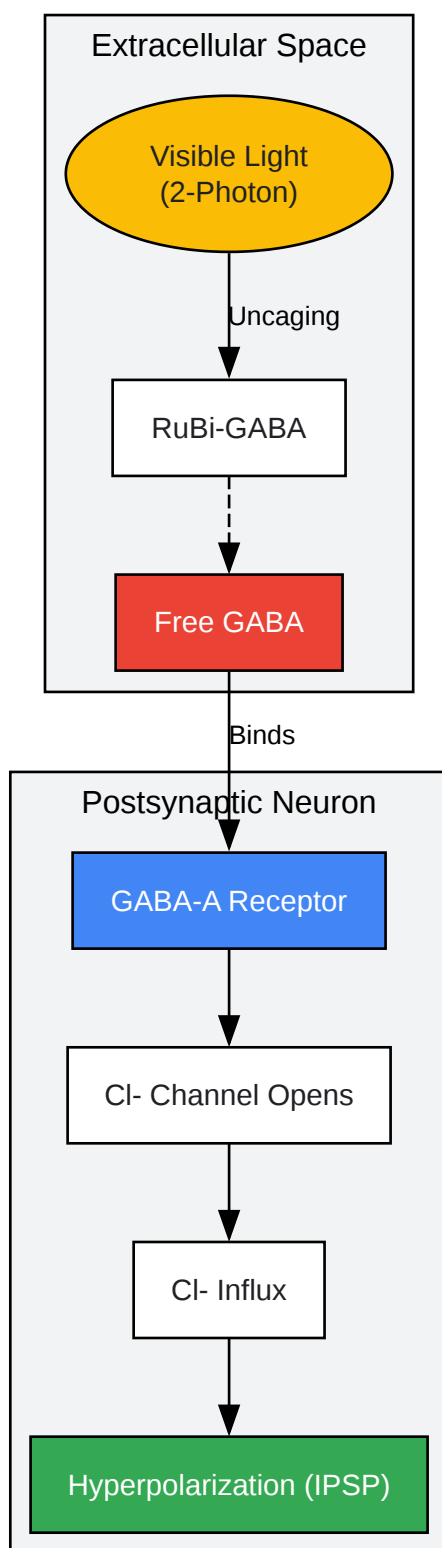 Extracellular Space
Visible Light
(2-Photon)
Uncaging
RuBi-GABA
Free GABA
Binds
Postsynaptic Neuron
GABA-A Receptor
Cl- Channel Opens
Cl- Influx
Hyperpolarization (IPSP)